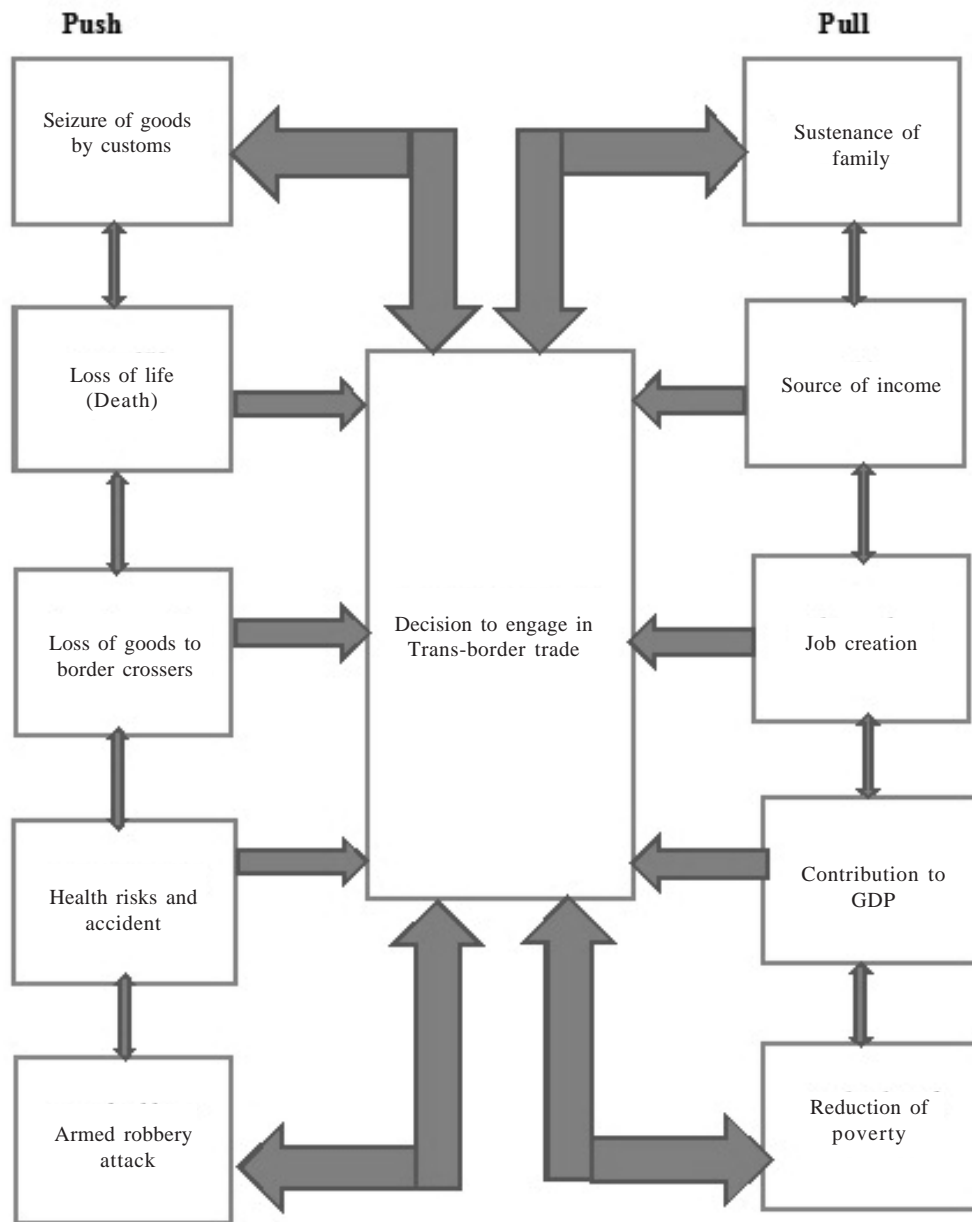 Push
Pull
Seizure of goods
by customs
Sustenance of
family
Loss of life
(Death)
Source of income
Loss of goods to
border crossers
Decision to engage in
Trans-border trade
Job creation
Health risks and
accident
Contribution to
GDP
Armed robbery
attack
Reduction of
poverty